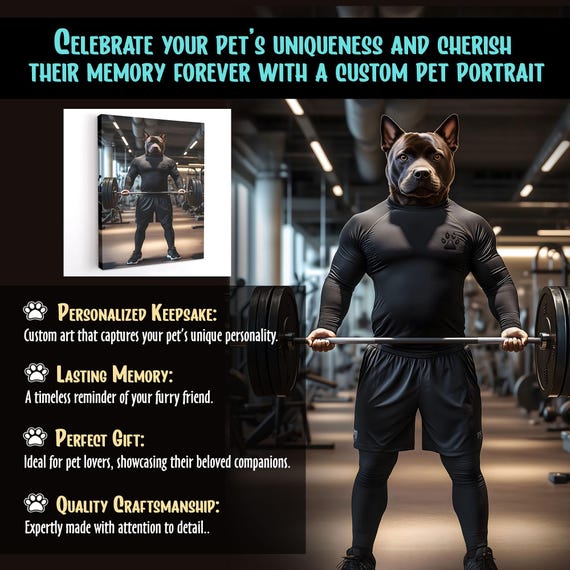 Celebrate your pet's uniqueness and cherish
their memory forever with a custom pet portrait
Personalized Keepsake:
Custom art that captures your pet's unique personality.
Lasting Memory:
A timeless reminder of your furry friend.
Perfect Gift:
Ideal for pet lovers, showcasing their beloved companions.
Quality Craftsmanship:
Expertly made with attention to detail..